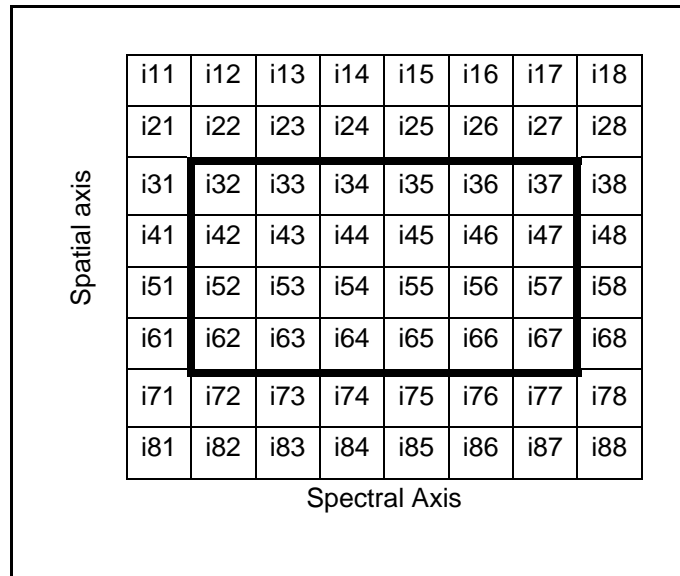 i11 i12 i13 i14 i15 i16 i17 i18
i21 i22 i23 i24 i25 i26 i27 i28
i31 i32 i33 i34 i35 i36 i37 i38
i41 i42 i43 i44 i45 i46 i47 i48
i51 i52 i53 i54 i55 i56 i57 i58
i61 i62 i63 i64 i65 i66 i67 i68
i71 i72 i73 i74 i75 i76 i77 i78
i81 i82 i83 i84 i85 i86 i87 i88
Spatial axis
Spectral Axis